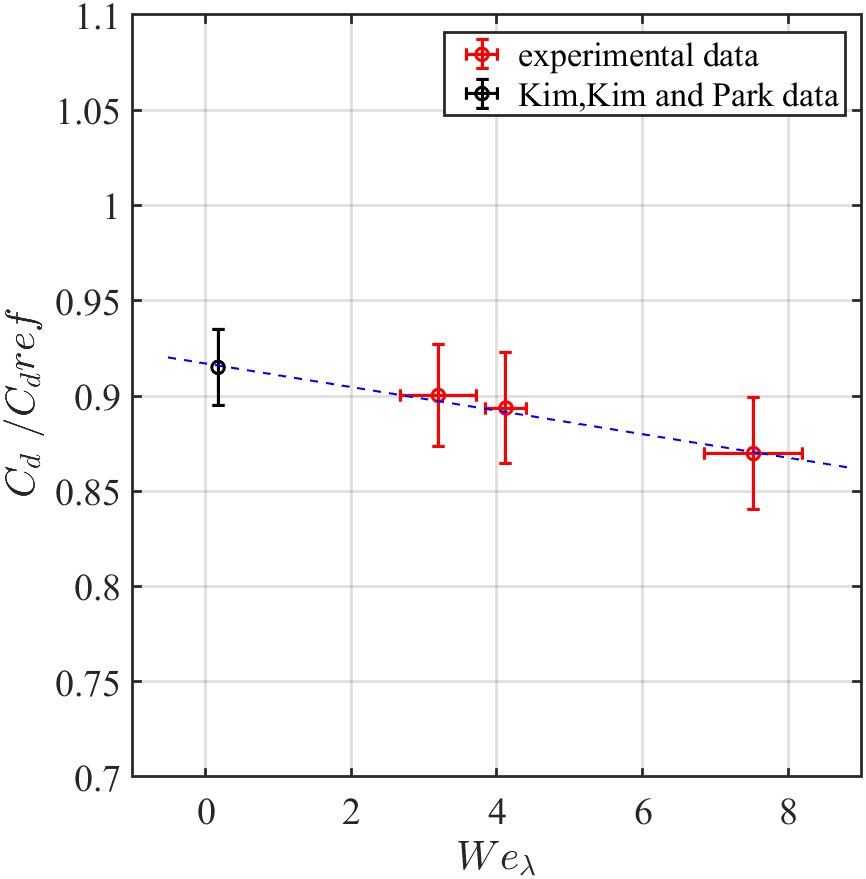 1.1
1.05
1
0.95
0.9
0.85
0.8
0.75
0.7
C_d /C_dref
experimental data
Kim,Kim and Park data
0 2 4 6 8
We_λ